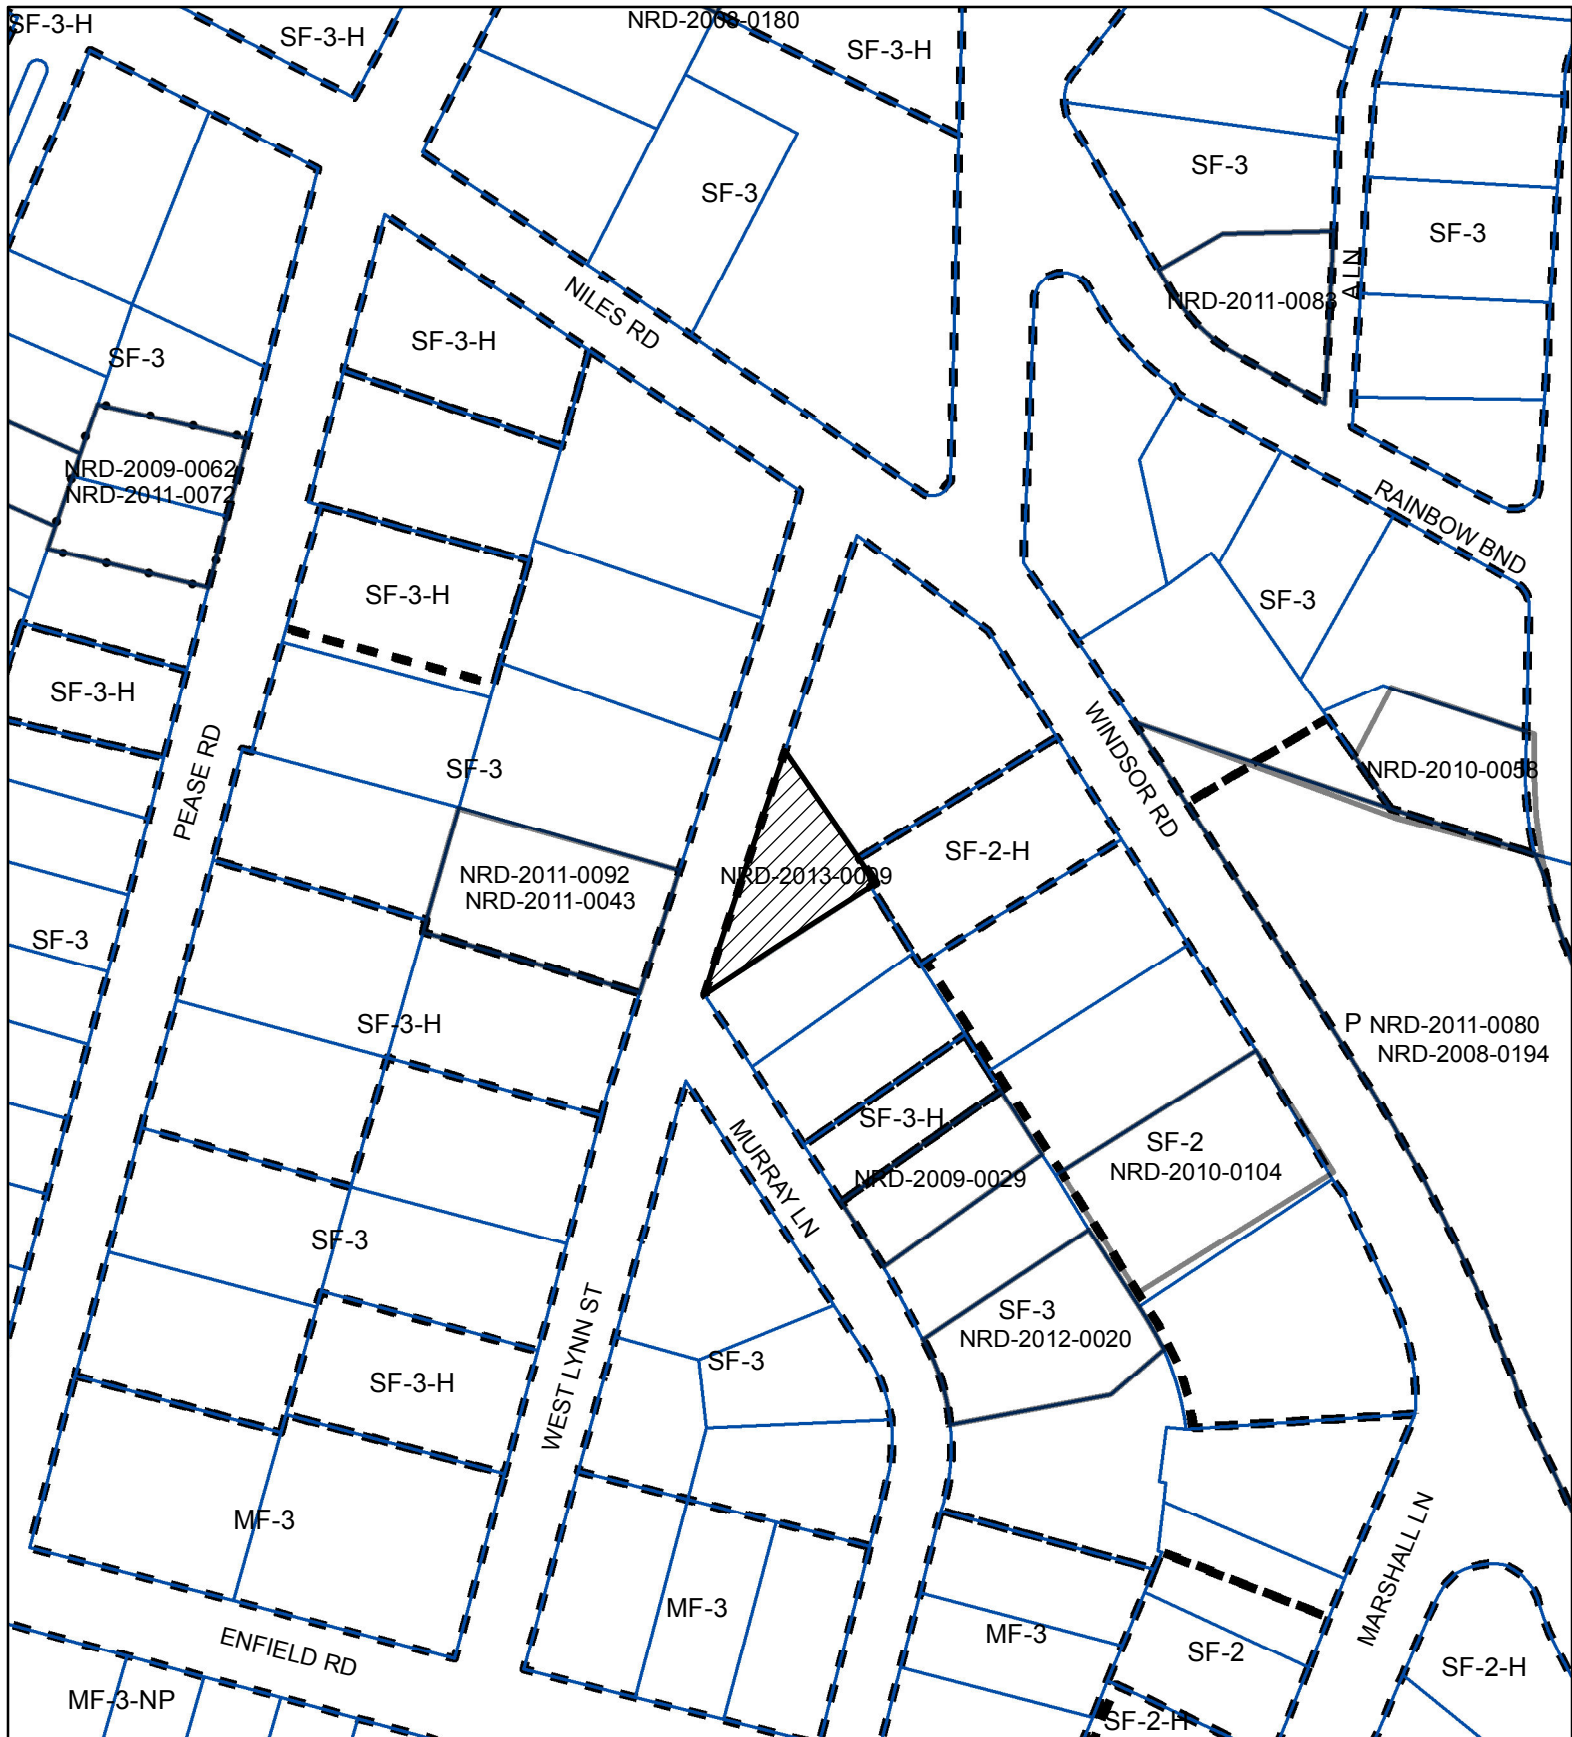 SF-3-H
SF-3-H
NRD-2008-0180
SF-3-H
SF-3
SF-3
SF-3
A LN
NRD-2011-0083
NILES RD
SF-3-H
SF-3
NRD-2009-0062
NRD-2011-0072
RAINBOW BND
SF-3-H
SF-3
SF-3-H
PEASE RD
WINDSOR RD
SF-3
NRD-2010-0058
SF-2-H
NRD-2011-0092
NRD-2011-0043
NRD-2013-0099
SF-3
SF-3-H
P NRD-2011-0080
NRD-2008-0194
SF-3-H
SF-2
NRD-2010-0104
MURRAY LN
NRD-2009-0029
SF-3
SF-3
NRD-2012-0020
WEST LYNN ST
SF-3
SF-3-H
MF-3
MARSHALL LN
MF-3
MF-3
SF-2
SF-2-H
ENFIELD RD
MF-3-NP
SF-2-H